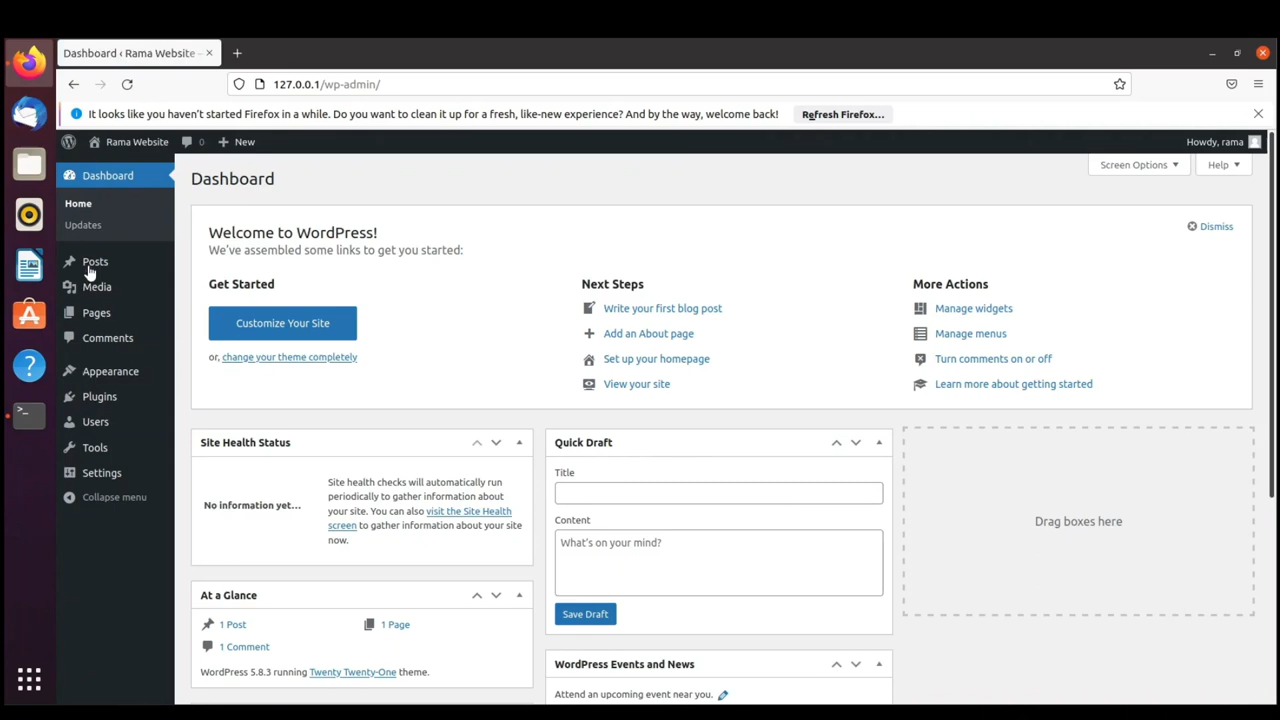 Dashboard ‹ Rama Website –
127.0.0.1/wp-admin/
It looks like you haven't started Firefox in a while. Do you want to clean it up for a fresh, like-new experience? And by the way, welcome back!
Refresh Firefox...
Rama Website
0
New
Howdy, rama
Dashboard
Home
Updates
Posts
Media
Pages
Comments
Appearance
Plugins
Users
Tools
Settings
Collapse menu
Screen Options
Help
Dashboard
Welcome to WordPress!
We've assembled some links to get you started:
Dismiss
Get Started
Customize Your Site
or, change your theme completely
Next Steps
Write your first blog post
Add an About page
Set up your homepage
View your site
More Actions
Manage widgets
Manage menus
Turn comments on or off
Learn more about getting started
Site Health Status
No information yet...
Site health checks will automatically run
periodically to gather information about
your site. You can also visit the Site Health
screen to gather information about your site
now.
At a Glance
1 Post
1 Page
1 Comment
WordPress 5.8.3 running Twenty Twenty-One theme.
Quick Draft
Title
Content
What's on your mind?
Save Draft
WordPress Events and News
Attend an upcoming event near you.
Drag boxes here